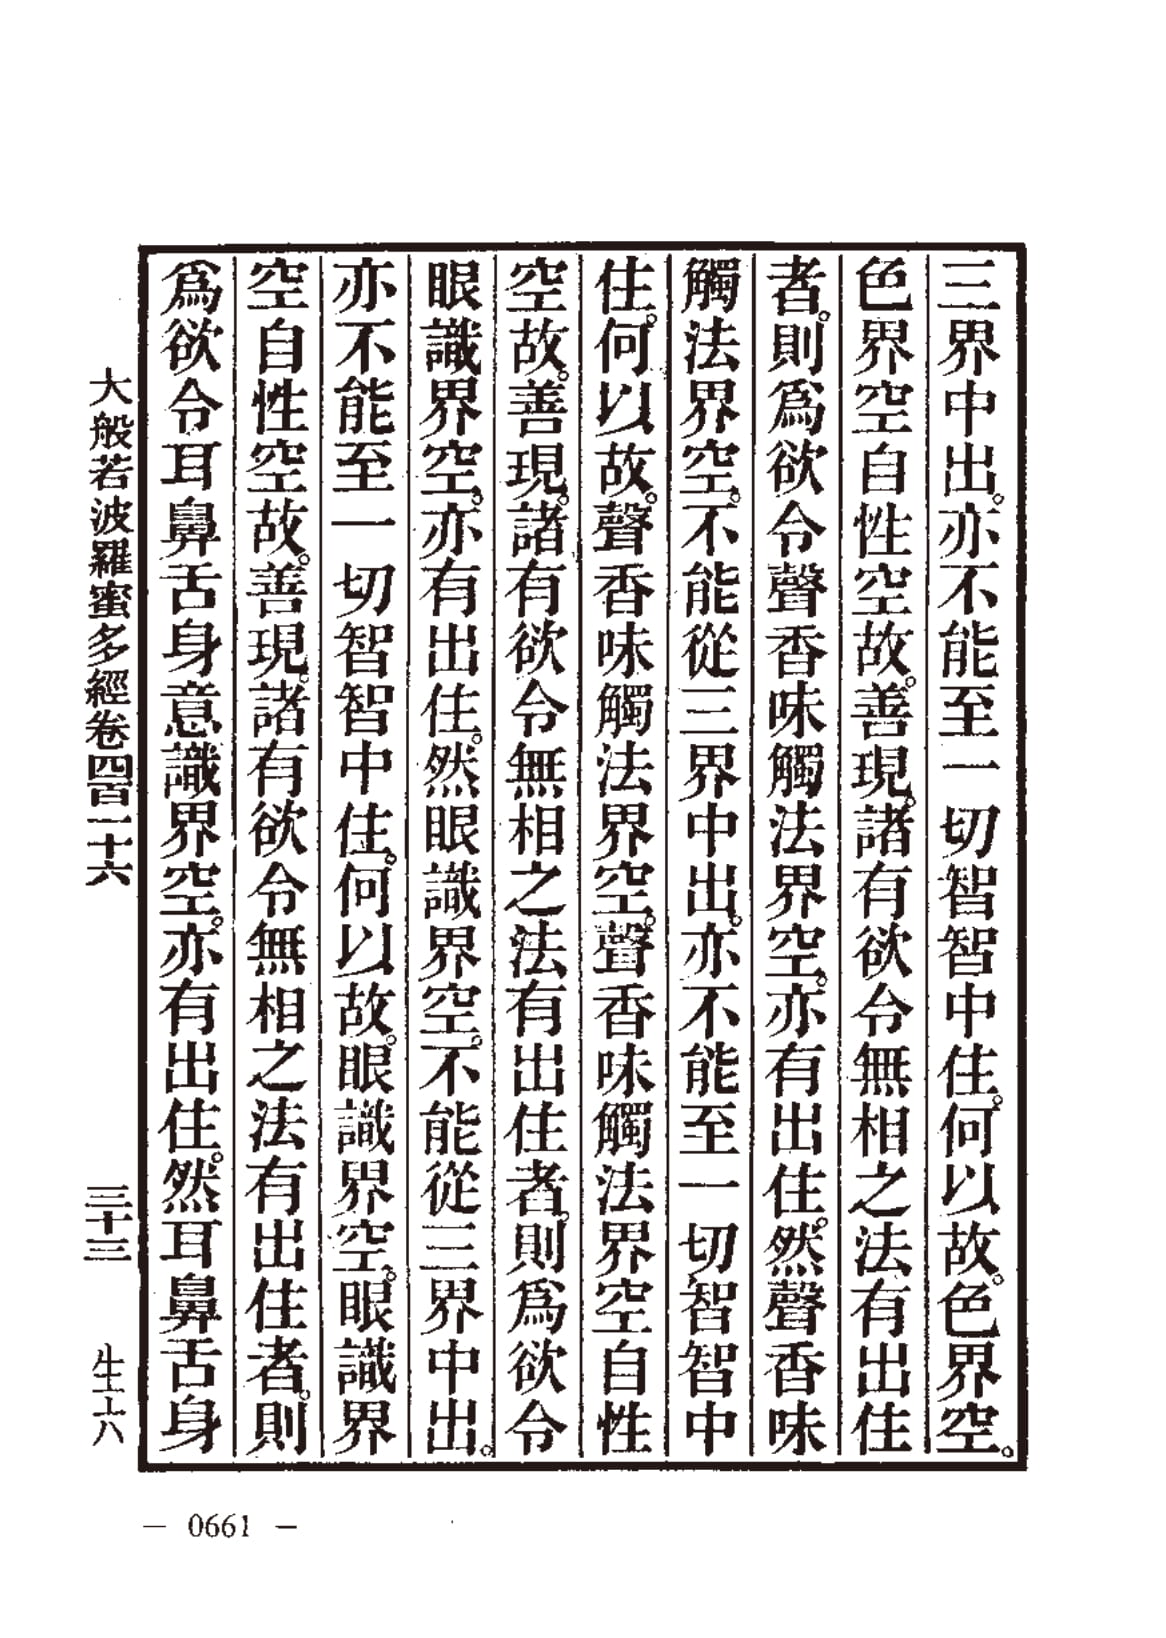 三界中出。亦不能至一切智智中住。何以故。色界空。
色界空自性空故。善現。諸有欲令無相之法有出住
者。則爲欲令聲香味觸法界空。亦有出住。然聲香味
觸法界空。不能從三界中出。亦不能至一切智智中
住。何以故。聲香味觸法界空。聲香味觸法界空自性
空故。善現。諸有欲令無相之法有出住者。則爲欲令
眼識界空。亦有出住。然眼識界空。不能從三界中出。
亦不能至一切智智中住。何以故。眼識界空。眼識界
空自性空故。善現。諸有欲令無相之法有出住者。則
爲欲令耳鼻舌身意識界空。亦有出住。然耳鼻舌身
大般若波羅蜜多經卷四百一十六 三十三 生六
— 0661 —